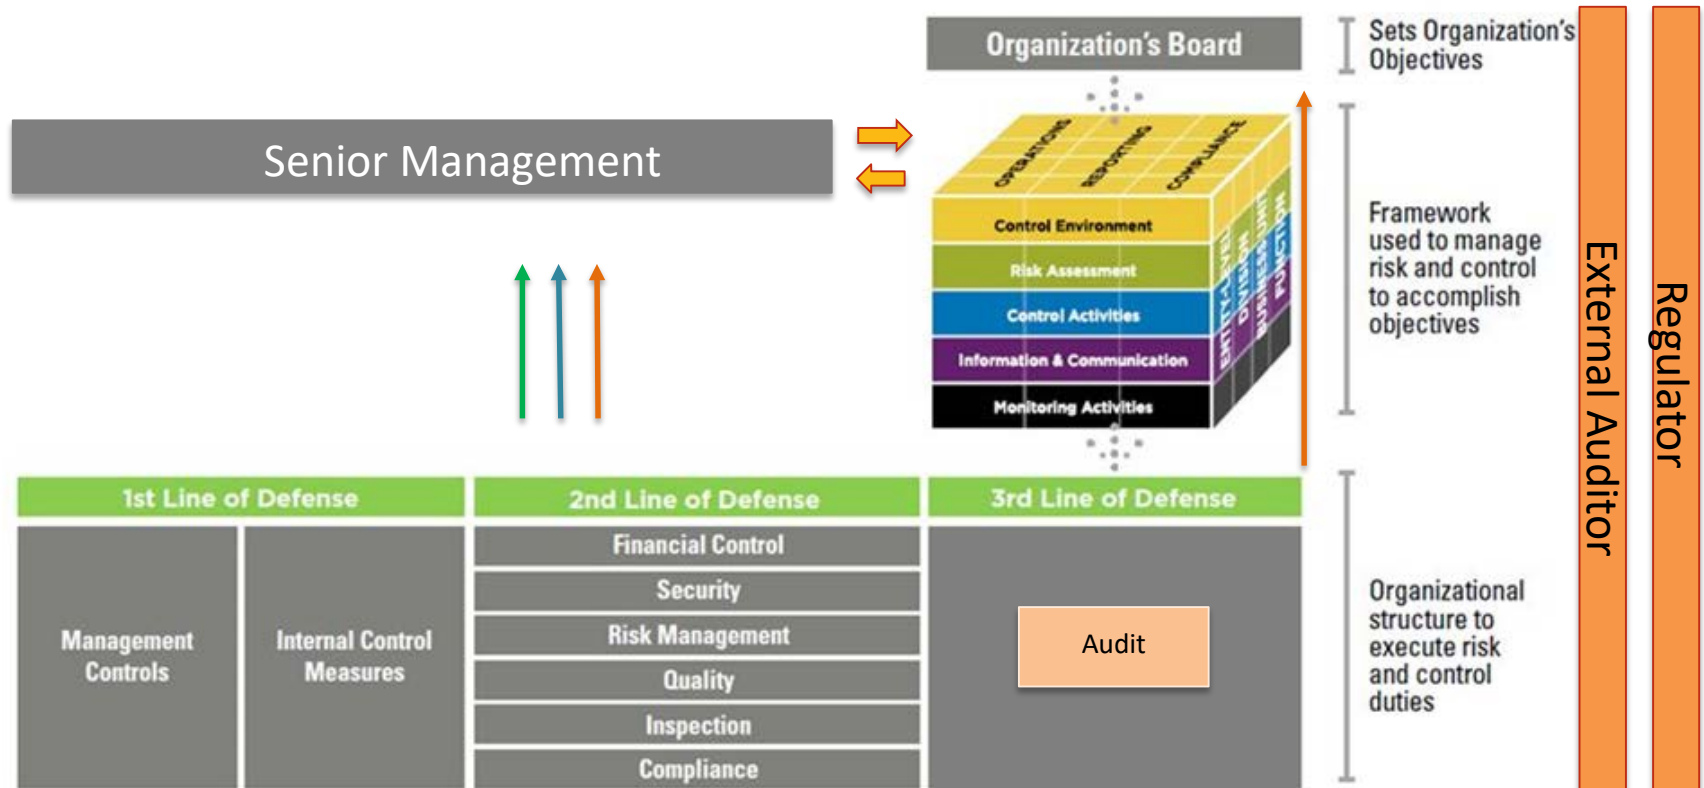 Organization's Board
Sets Organization's
Objectives
Senior Management
OPERATIONS
REPORTING
COMPLIANCE
Control Environment
Risk Assessment
Control Activities
Information & Communication
Monitoring Activities
ENTITY-LEVEL
DIVISION
BUSINESS UNIT
FUNCTION
Framework
used to manage
risk and control
to accomplish
objectives
External Auditor
Regulator
1st Line of Defense
2nd Line of Defense
3rd Line of Defense
Management
Controls
Internal Control
Measures
Financial Control
Security
Risk Management
Quality
Inspection
Compliance
Audit
Organizational
structure to
execute risk
and control
duties